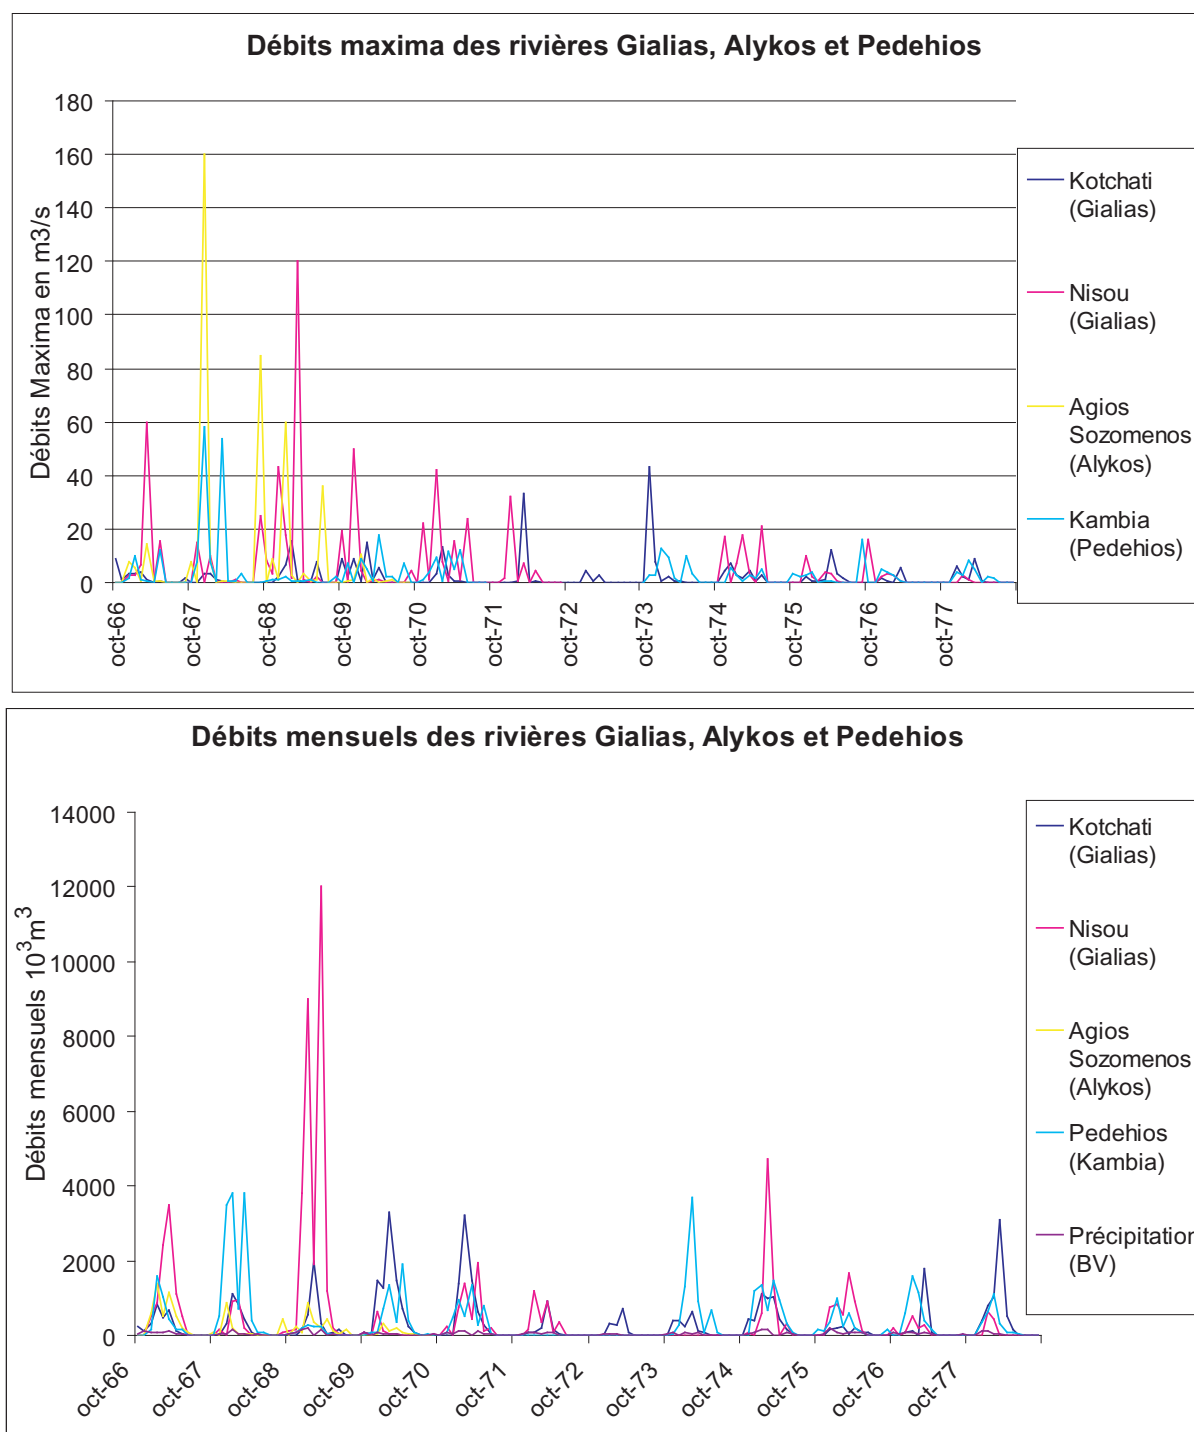 Débits maxima des rivières Gialias, Alykos et Pedehios
Débits Maxima en m3/s
180
160
140
120
100
80
60
40
20
0
oct-66
oct-67
oct-68
oct-69
oct-70
oct-71
oct-72
oct-73
oct-74
oct-75
oct-76
oct-77
Kotchati
(Gialias)
Nisou
(Gialias)
Agios
Sozomenos
(Alykos)
Kambia
(Pedehios)
Débits mensuels des rivières Gialias, Alykos et Pedehios
Débits mensuels 10³m³
14000
12000
10000
8000
6000
4000
2000
0
oct-66
oct-67
oct-68
oct-69
oct-70
oct-71
oct-72
oct-73
oct-74
oct-75
oct-76
oct-77
Kotchati
(Gialias)
Nisou
(Gialias)
Agios
Sozomenos
(Alykos)
Pedehios
(Kambia)
Précipitation
(BV)